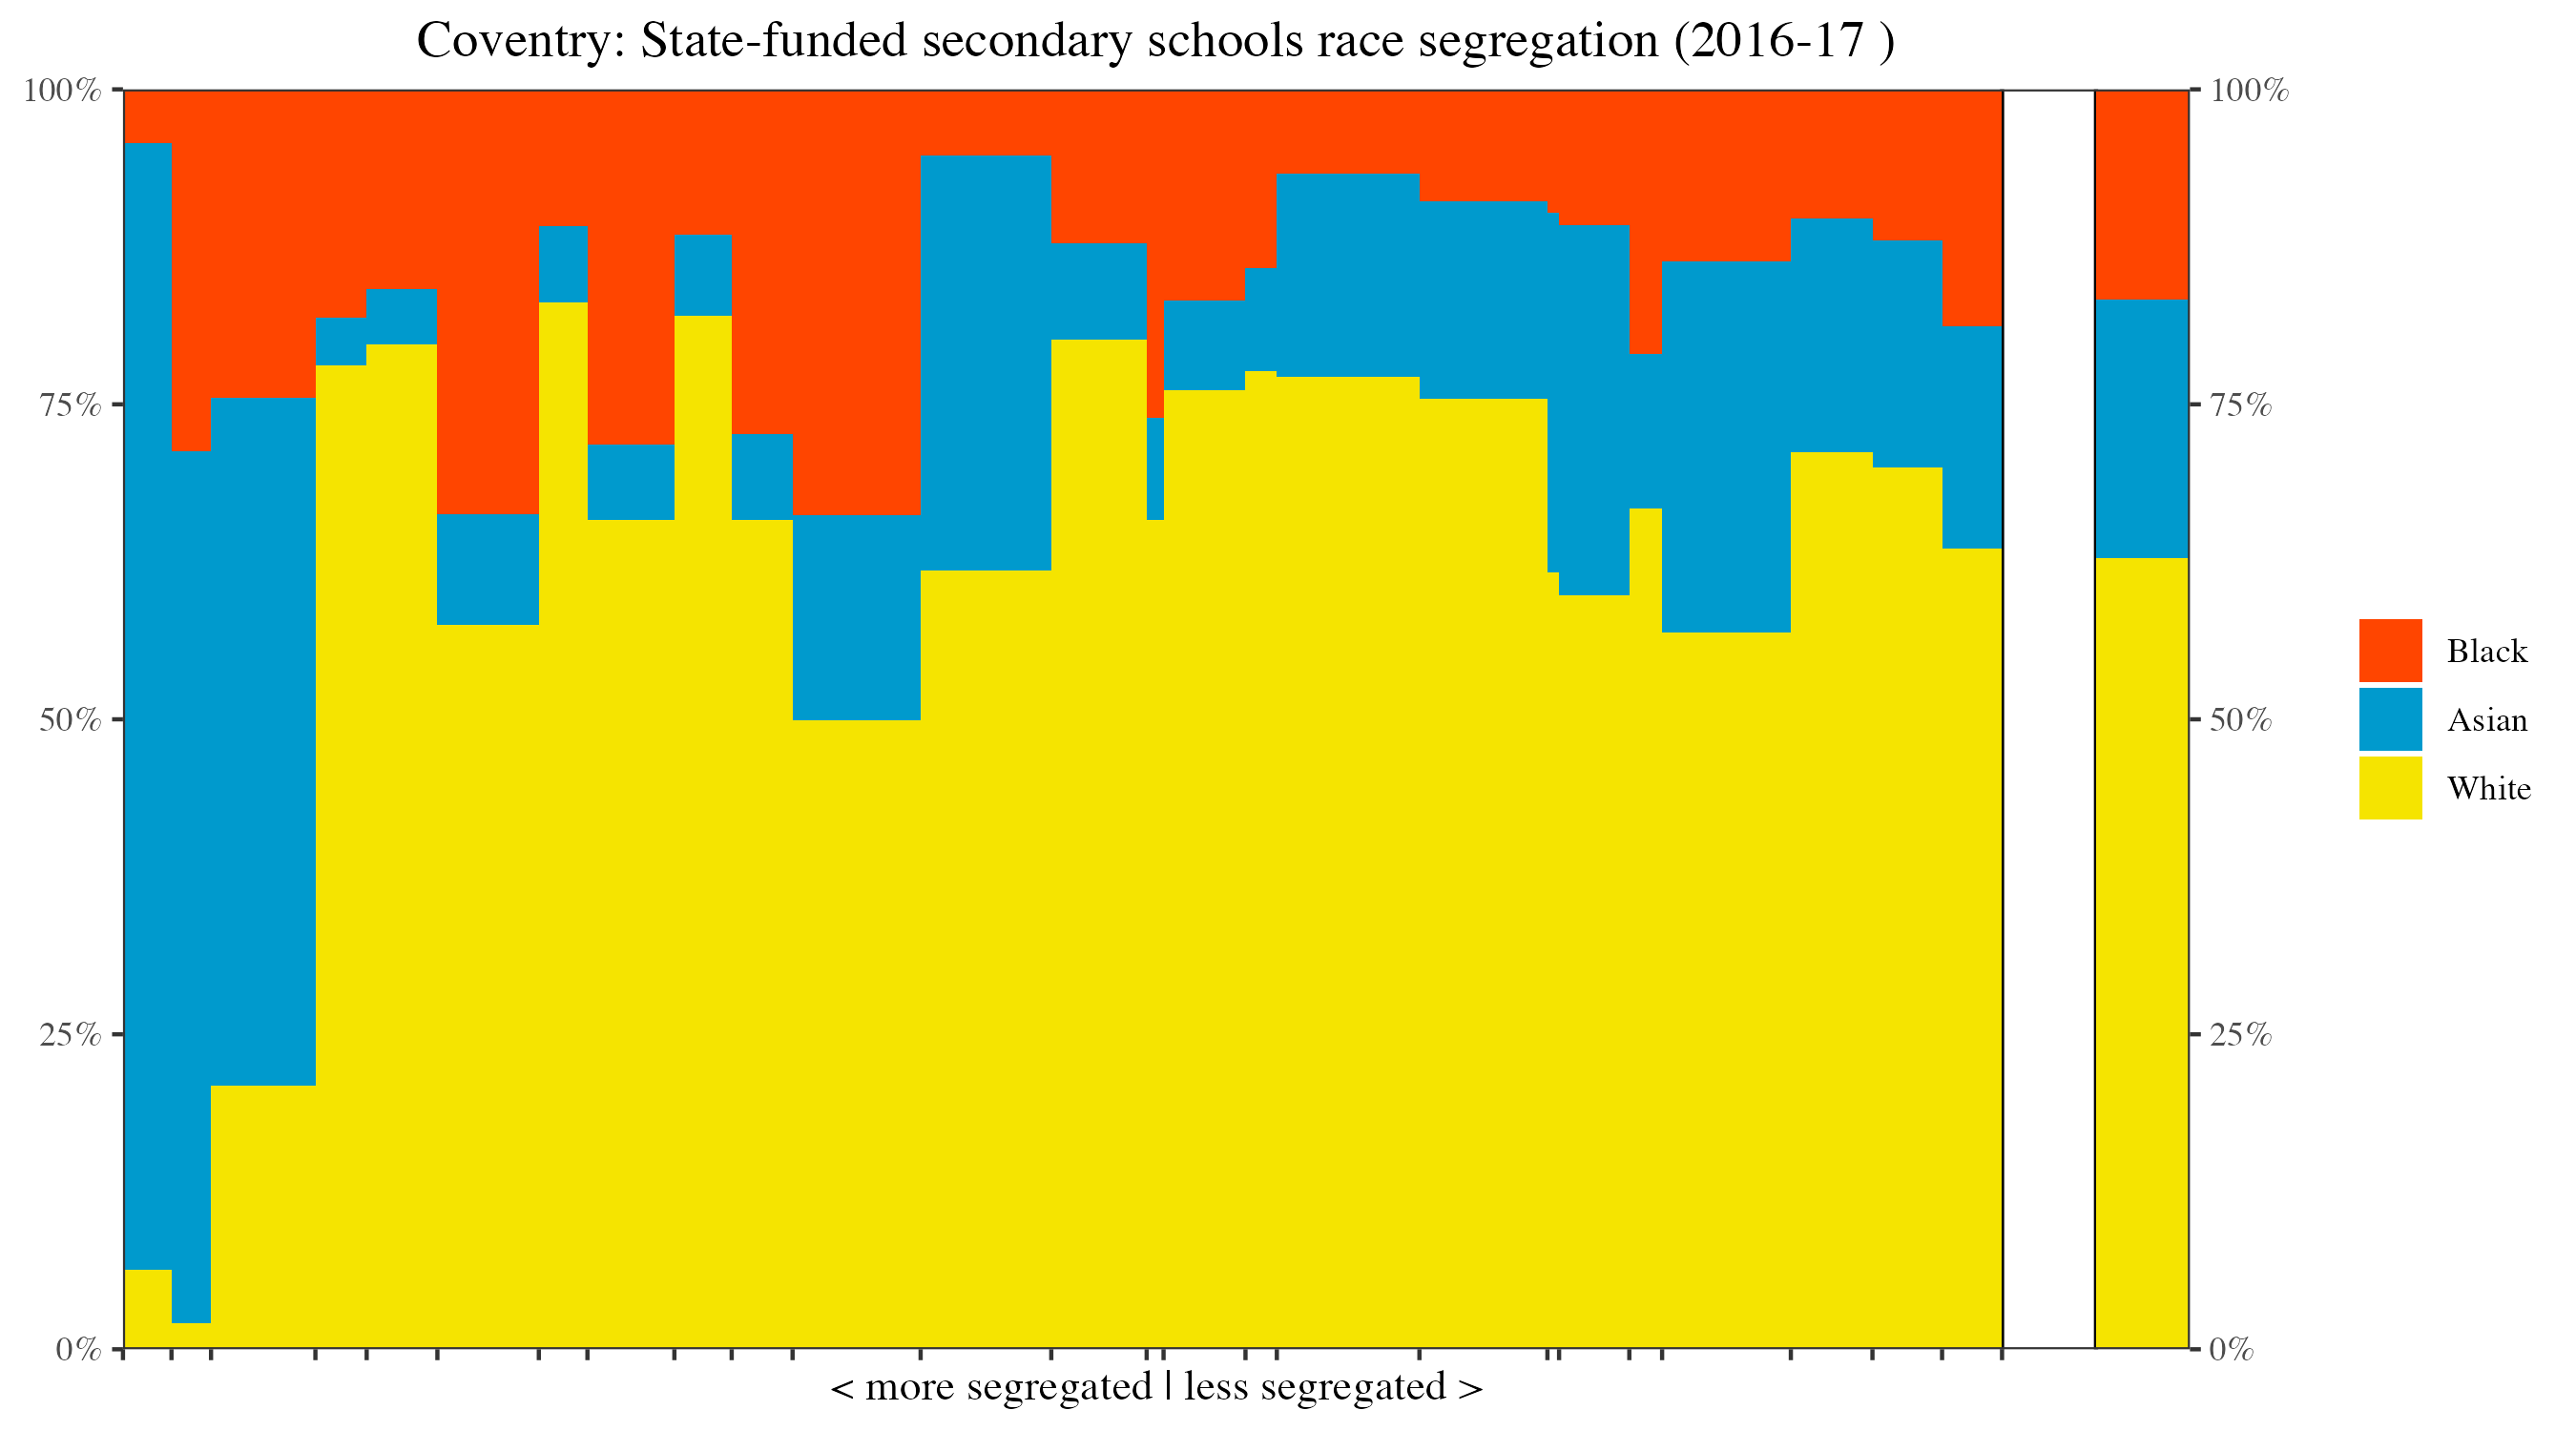 Coventry: State-funded secondary schools race segregation (2016-17 )
100%
75%
50%
25%
0%
100%
75%
50%
25%
0%
Black
Asian
White
< more segregated | less segregated >